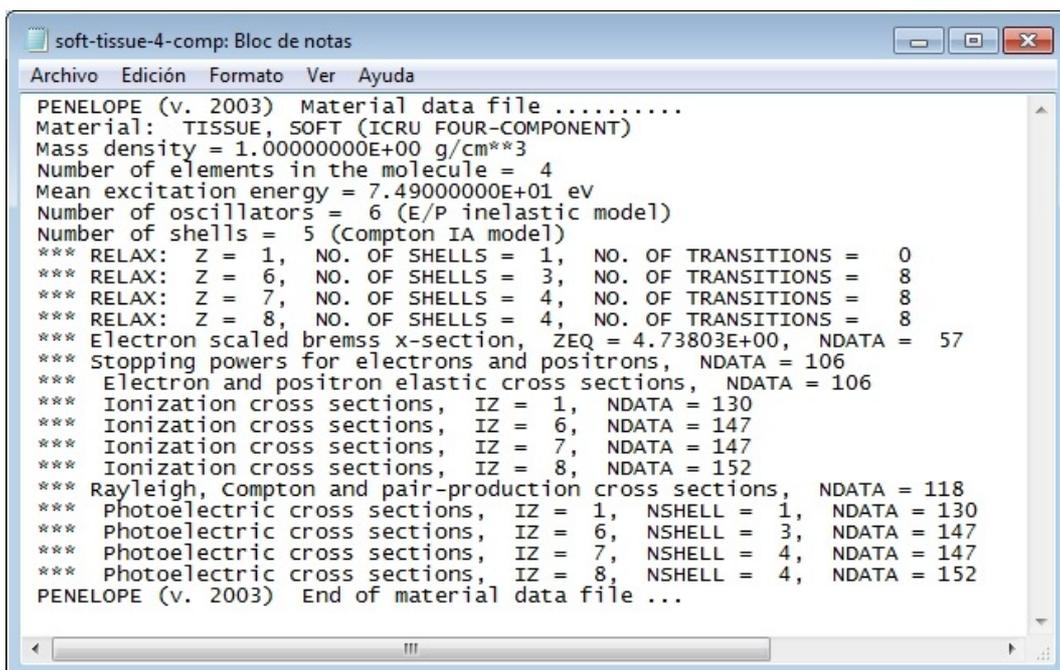 soft-tissue-4-comp: Bloc de notas
Archivo Edición Formato Ver Ayuda
PENELOPE (v. 2003)  Material data file ..........
Material:  TISSUE, SOFT (ICRU FOUR-COMPONENT)
Mass density = 1.00000000E+00 g/cm**3
Number of elements in the molecule =  4
Mean excitation energy = 7.49000000E+01 eV
Number of oscillators =  6 (E/P inelastic model)
Number of shells =  5 (Compton IA model)
*** RELAX:  Z =  1,  NO. OF SHELLS =  1,  NO. OF TRANSITIONS =   0
*** RELAX:  Z =  6,  NO. OF SHELLS =  3,  NO. OF TRANSITIONS =   8
*** RELAX:  Z =  7,  NO. OF SHELLS =  4,  NO. OF TRANSITIONS =   8
*** RELAX:  Z =  8,  NO. OF SHELLS =  4,  NO. OF TRANSITIONS =   8
*** Electron scaled bremss x-section,  ZEQ = 4.73803E+00,  NDATA =  57
*** Stopping powers for electrons and positrons,  NDATA = 106
***  Electron and positron elastic cross sections,  NDATA = 106
***  Ionization cross sections,  IZ =  1,  NDATA = 130
***  Ionization cross sections,  IZ =  6,  NDATA = 147
***  Ionization cross sections,  IZ =  7,  NDATA = 147
***  Ionization cross sections,  IZ =  8,  NDATA = 152
*** Rayleigh, Compton and pair-production cross sections,  NDATA = 118
***  Photoelectric cross sections,  IZ =  1,  NSHELL =  1,  NDATA = 130
***  Photoelectric cross sections,  IZ =  6,  NSHELL =  3,  NDATA = 147
***  Photoelectric cross sections,  IZ =  7,  NSHELL =  4,  NDATA = 147
***  Photoelectric cross sections,  IZ =  8,  NSHELL =  4,  NDATA = 152
PENELOPE (v. 2003)  End of material data file ...